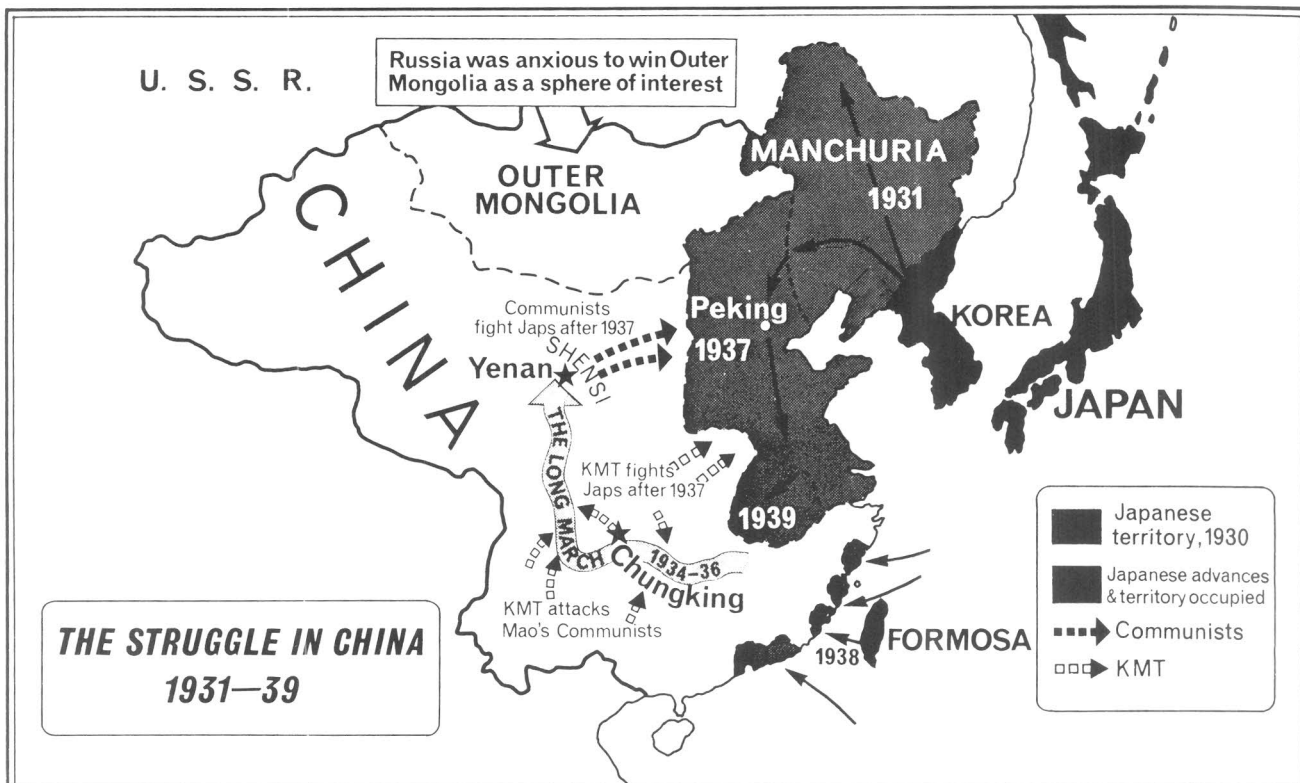 U. S. S. R.
Russia was anxious to win Outer
Mongolia as a sphere of interest
OUTER
MONGOLIA
MANCHURIA
1931
CHINA
Communists
fight Japs after 1937
SHENSI
Yenan
Peking
1937
KOREA
JAPAN
THE LONG MARCH
KMT fights
Japs after 1937
1939
1934–36
Chungking
KMT attacks
Mao's Communists
1938
FORMOSA
THE STRUGGLE IN CHINA
1931—39
Japanese
territory, 1930
Japanese advances
& territory occupied
Communists
KMT